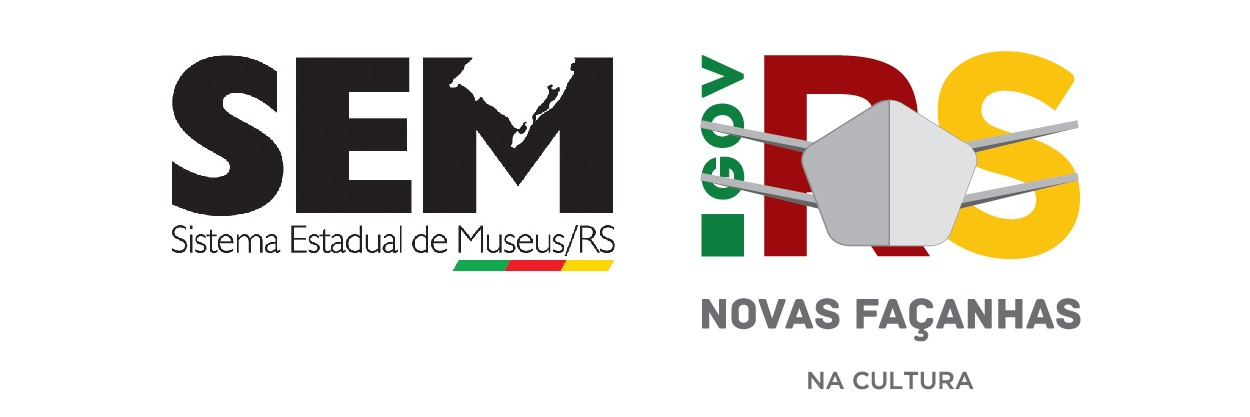 SEM
Sistema Estadual de Museus/RS
GOV
RS
NOVAS FAÇANHAS
NA CULTURA